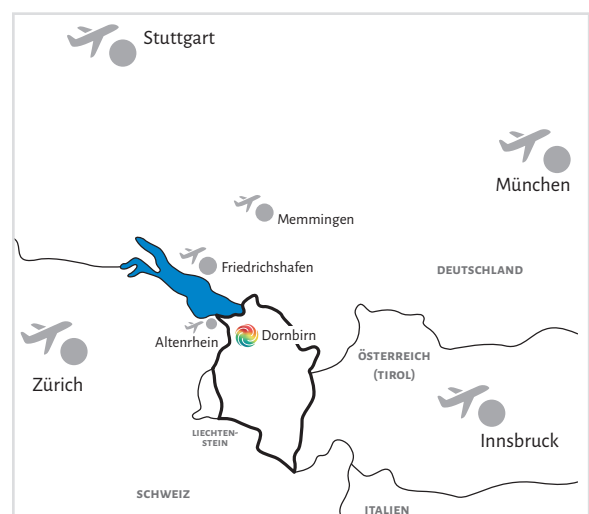 Stuttgart
München
Memmingen
Friedrichshafen
DEUTSCHLAND
Altenrhein
Dornbirn
ÖSTERREICH
(TIROL)
Zürich
Innsbruck
LIECHTEN-
STEIN
SCHWEIZ
ITALIEN